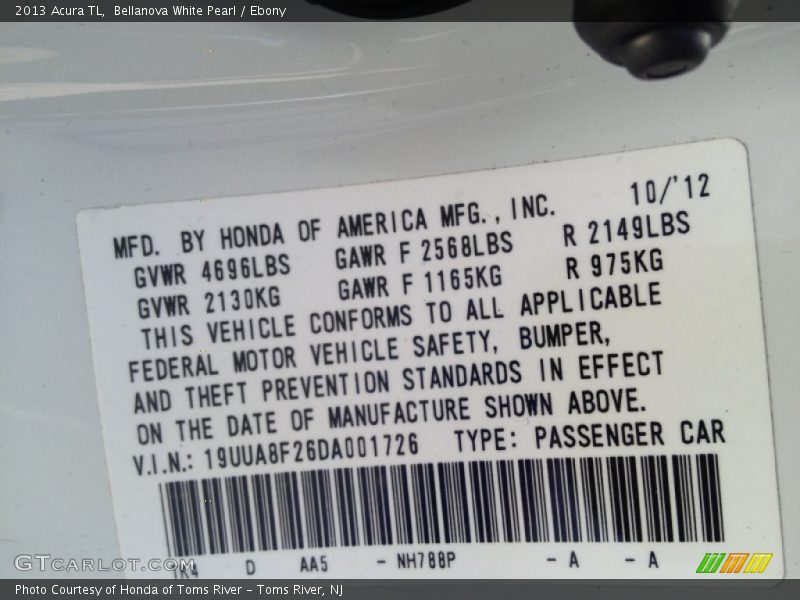 2013 Acura TL, Bellanova White Pearl / Ebony
MFD. BY HONDA OF AMERICA MFG., INC. 10/'12
GVWR 4696LBS GAWR F 2568LBS R 2149LBS
GVWR 2130KG GAWR F 1165KG R 975KG
THIS VEHICLE CONFORMS TO ALL APPLICABLE
FEDERAL MOTOR VEHICLE SAFETY, BUMPER,
AND THEFT PREVENTION STANDARDS IN EFFECT
ON THE DATE OF MANUFACTURE SHOWN ABOVE.
V.I.N.: 19UUA8F26DA001726 TYPE: PASSENGER CAR
D AA5 - NH788P - A - A
GTCARLOT.COM
Photo Courtesy of Honda of Toms River - Toms River, NJ